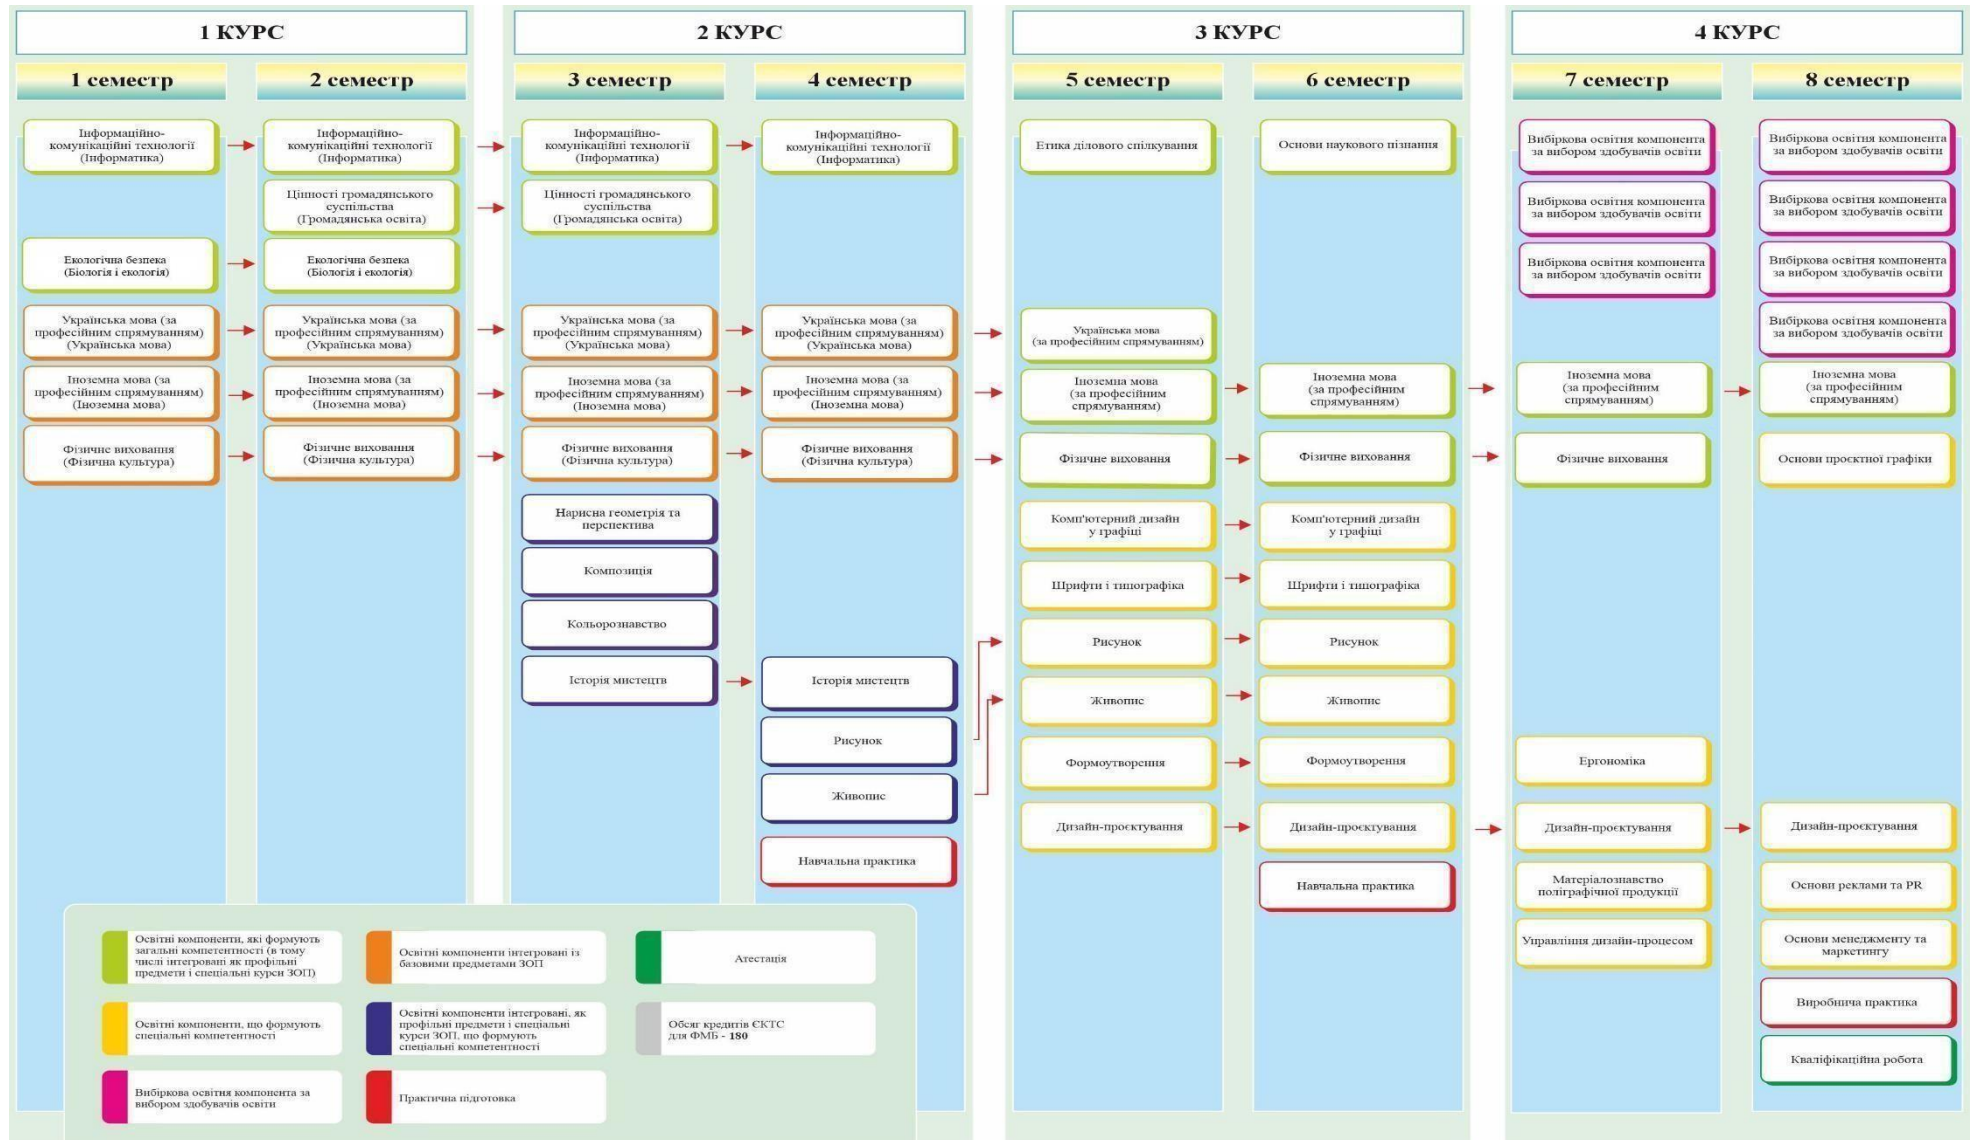 1 КУРС
2 КУРС
3 КУРС
4 КУРС
1 семестр
2 семестр
3 семестр
4 семестр
5 семестр
6 семестр
7 семестр
8 семестр
Інформаційно-
комунікаційні технології
(Інформатика)
Екологічна безпека
(Біологія і екологія)
Українська мова (за
професійним спрямуванням)
(Українська мова)
Іноземна мова (за
професійним спрямуванням)
(Іноземна мова)
Фізичне виховання
(Фізична культура)
Інформаційно-
комунікаційні технології
(Інформатика)
Цінності громадянського
суспільства
(Громадянська освіта)
Екологічна безпека
(Біологія і екологія)
Українська мова (за
професійним спрямуванням)
(Українська мова)
Іноземна мова (за
професійним спрямуванням)
(Іноземна мова)
Фізичне виховання
(Фізична культура)
Інформаційно-
комунікаційні технології
(Інформатика)
Цінності громадянського
суспільства
(Громадянська освіта)
Українська мова (за
професійним спрямуванням)
(Українська мова)
Іноземна мова (за
професійним спрямуванням)
(Іноземна мова)
Фізичне виховання
(Фізична культура)
Нарисна геометрія та
перспектива
Композиція
Кольорознавство
Історія мистецтв
Інформаційно-
комунікаційні технології
(Інформатика)
Українська мова (за
професійним спрямуванням)
(Українська мова)
Іноземна мова (за
професійним спрямуванням)
(Іноземна мова)
Фізичне виховання
(Фізична культура)
Історія мистецтв
Рисунок
Живопис
Навчальна практика
Етика ділового спілкування
Українська мова
(за професійним спрямуванням)
Іноземна мова
(за професійним
спрямуванням)
Фізичне виховання
Комп'ютерний дизайн
у графіці
Шрифти і типографіка
Рисунок
Живопис
Формоутворення
Дизайн-проєктування
Основи наукового пізнання
Іноземна мова
(за професійним
спрямуванням)
Фізичне виховання
Комп'ютерний дизайн
у графіці
Шрифти і типографіка
Рисунок
Живопис
Формоутворення
Дизайн-проєктування
Навчальна практика
Вибіркова освітня компонента
за вибором здобувачів освіти
Вибіркова освітня компонента
за вибором здобувачів освіти
Вибіркова освітня компонента
за вибором здобувачів освіти
Іноземна мова
(за професійним
спрямуванням)
Фізичне виховання
Ергономіка
Дизайн-проєктування
Матеріалознавство
поліграфічної продукції
Управління дизайн-процесом
Вибіркова освітня компонента
за вибором здобувачів освіти
Вибіркова освітня компонента
за вибором здобувачів освіти
Вибіркова освітня компонента
за вибором здобувачів освіти
Вибіркова освітня компонента
за вибором здобувачів освіти
Іноземна мова
(за професійним
спрямуванням)
Основи проєктної графіки
Дизайн-проєктування
Основи реклами та PR
Основи менеджменту та
маркетингу
Виробнича практика
Кваліфікаційна робота
Освітні компоненти, які формують
загальні компетентності (в тому
числі інтегровані як профільні
предмети і спеціальні курси ЗОП)
Освітні компоненти, що формують
спеціальні компетентності
Вибіркова освітня компонента за
вибором здобувачів освіти
Освітні компоненти інтегровані із
базовими предметами ЗОП
Освітні компоненти інтегровані, як
профільні предмети і спеціальні
курси ЗОП, що формують
спеціальні компетентності
Практична підготовка
Атестація
Обсяг кредитів ЄКТС
для ФМБ - 180